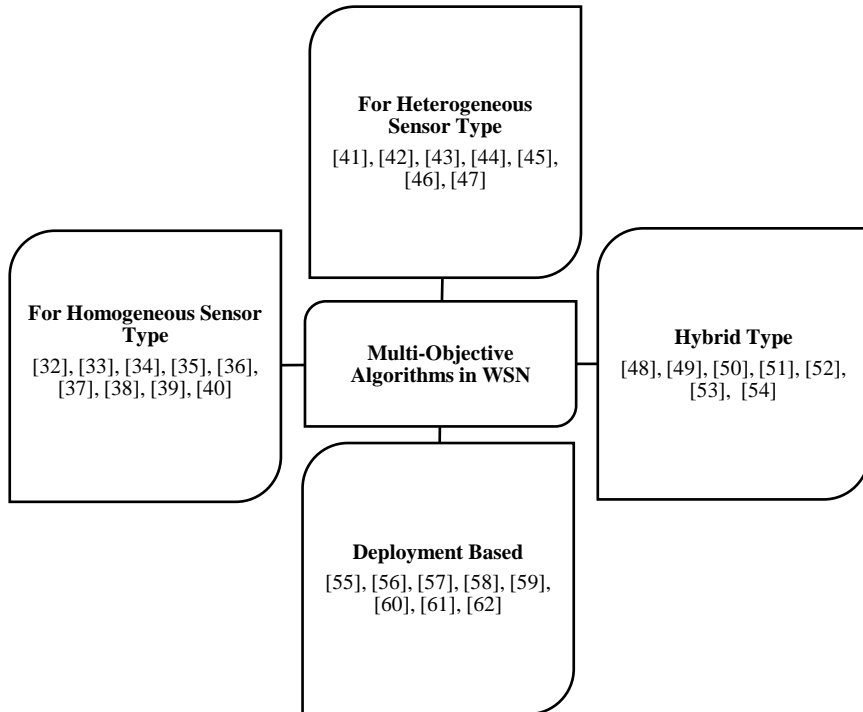 For Heterogeneous
Sensor Type
[41], [42], [43], [44], [45],
[46], [47]
For Homogeneous Sensor
Type
[32], [33], [34], [35], [36],
[37], [38], [39], [40]
Multi-Objective
Algorithms in WSN
Hybrid Type
[48], [49], [50], [51], [52],
[53], [54]
Deployment Based
[55], [56], [57], [58], [59],
[60], [61], [62]